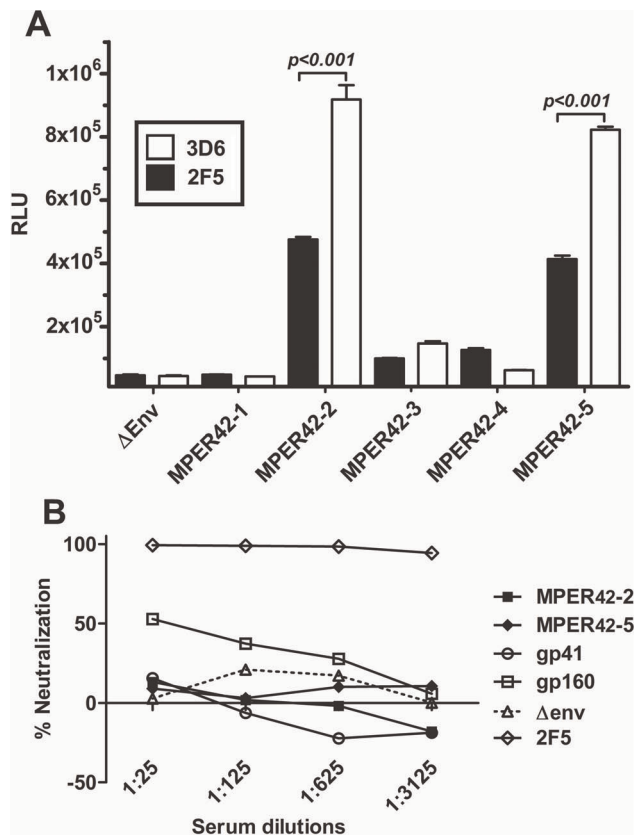 A
RLU
1x10⁶
8x10⁵
6x10⁵
4x10⁵
2x10⁵
3D6
2F5
p<0.001
p<0.001
ΔEnv
MPER42-1
MPER42-2
MPER42-3
MPER42-4
MPER42-5
B
% Neutralization
100
50
0
-50
1:25
1:125
1:625
1:3125
Serum dilutions
MPER42-2
MPER42-5
gp41
gp160
Δenv
2F5